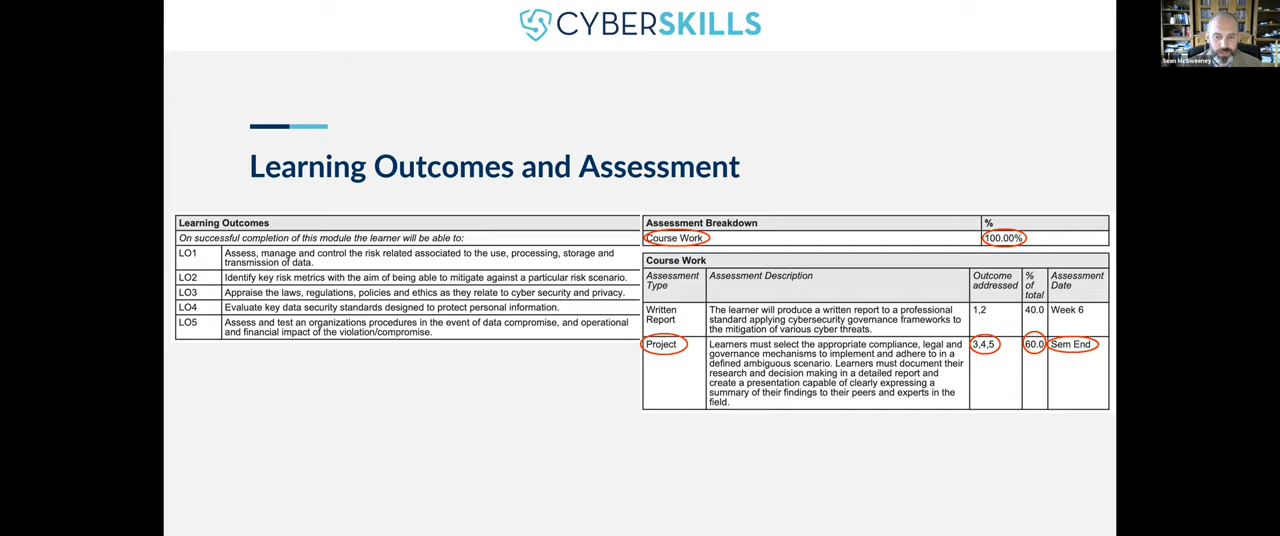 CYBERSKILLS
Sean McSweeney
Learning Outcomes and Assessment
Learning Outcomes
On successful completion of this module the learner will be able to:
LO1 Assess, manage and control the risk related associated to the use, processing, storage and
transmission of data.
LO2 Identify key risk metrics with the aim of being able to mitigate against a particular risk scenario.
LO3 Appraise the laws, regulations, policies and ethics as they relate to cyber security and privacy.
LO4 Evaluate key data security standards designed to protect personal information.
LO5 Assess and test an organizations procedures in the event of data compromise, and operational
and financial impact of the violation/compromise.
Assessment Breakdown %
Course Work 100.00%
Course Work
Assessment Type Assessment Description Outcome addressed % of total Assessment Date
Written Report The learner will produce a written report to a professional 1,2 40.0 Week 6
standard applying cybersecurity governance frameworks to
the mitigation of various cyber threats.
Project Learners must select the appropriate compliance, legal and 3,4,5 60.0 Sem End
governance mechanisms to implement and adhere to in a
defined ambiguous scenario. Learners must document their
research and decision making in a detailed report and
create a presentation capable of clearly expressing a
summary of their findings to their peers and experts in the
field.